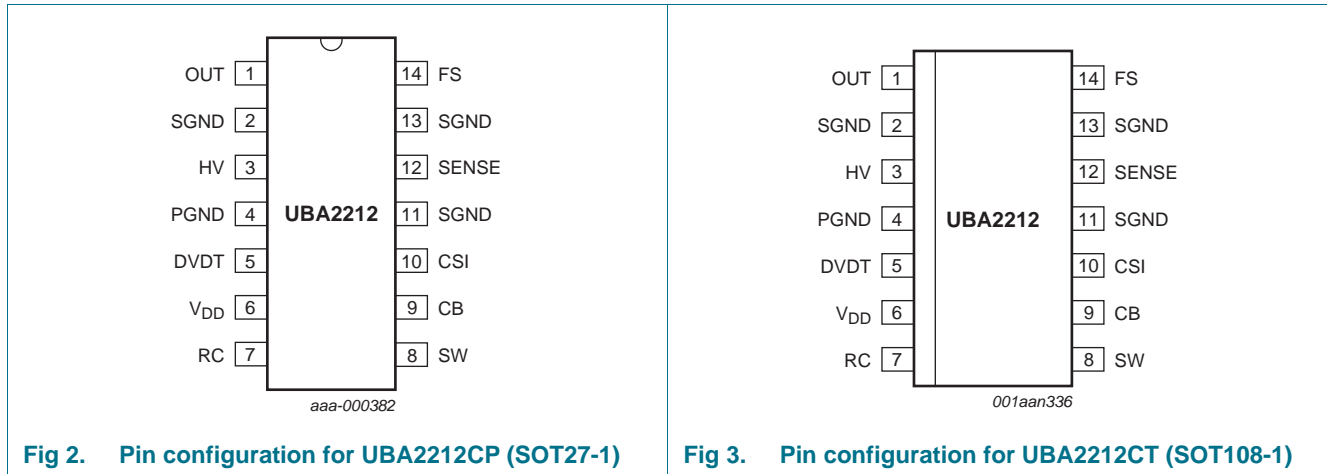 OUT 1 14 FS
SGND 2 13 SGND
HV 3 12 SENSE
PGND 4 UBA2212 11 SGND
DVDT 5 10 CSI
VDD 6 9 CB
RC 7 8 SW
aaa-000382
Fig 2. Pin configuration for UBA2212CP (SOT27-1)
OUT 1 14 FS
SGND 2 13 SGND
HV 3 12 SENSE
PGND 4 UBA2212 11 SGND
DVDT 5 10 CSI
VDD 6 9 CB
RC 7 8 SW
001aan336
Fig 3. Pin configuration for UBA2212CT (SOT108-1)